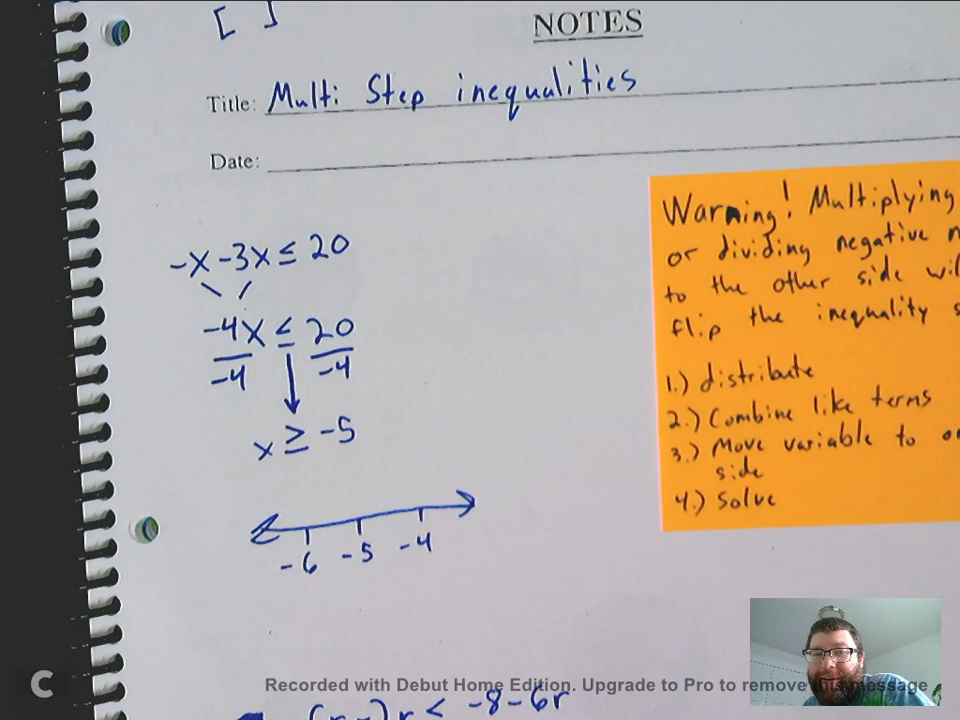 [ ]
NOTES
Title: Multi Step inequalities
Date:
-x -3x ≤ 20
-4x ≤ 20
-4 -4
x ≥ -5
-6 -5 -4
Warning! Multiplying
or dividing negative
to the other side
flip the inequality
1.) distribute
2.) Combine like terms
3.) Move variable to
side
4.) Solve
r < -8-6r
Recorded with Debut Home Edition. Upgrade to Pro to remove this message